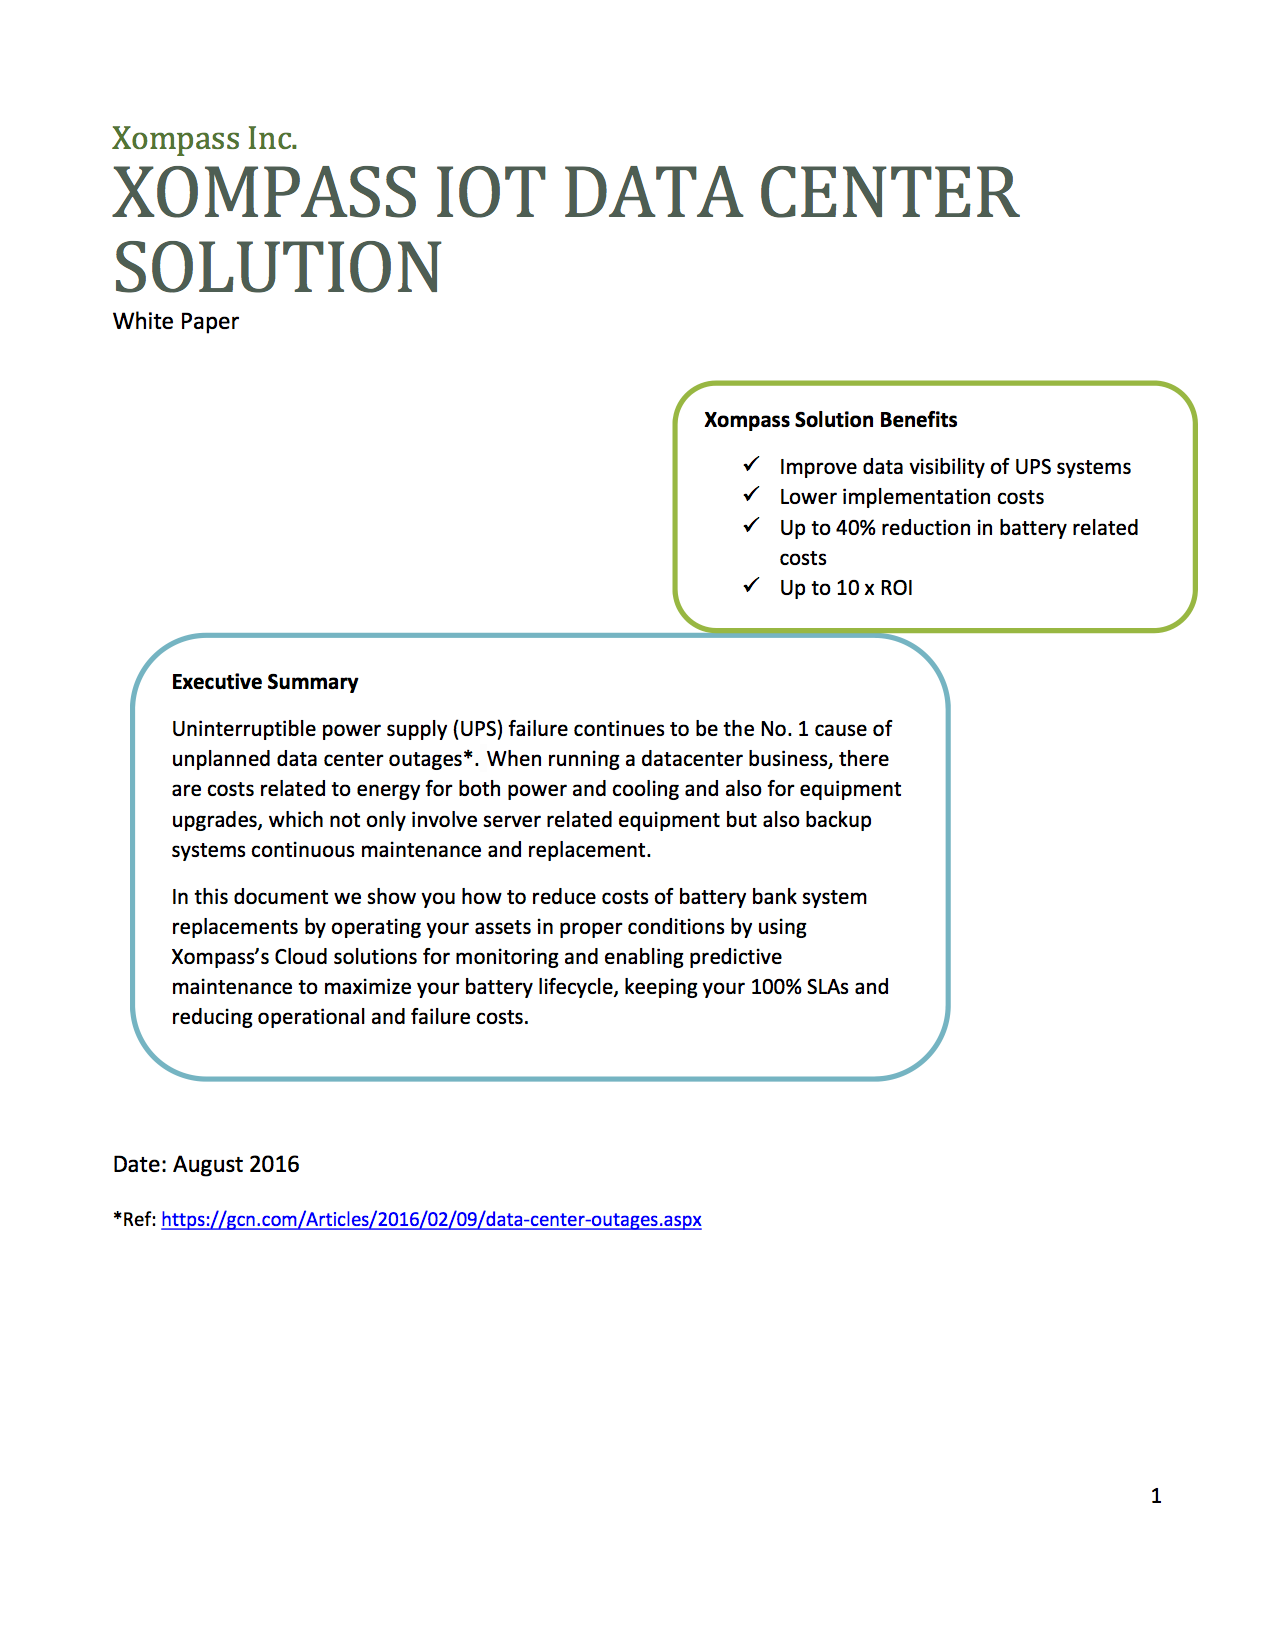 Xompass Inc.
XOMPASS IOT DATA CENTER
SOLUTION
White Paper
Xompass Solution Benefits
✓ Improve data visibility of UPS systems
✓ Lower implementation costs
✓ Up to 40% reduction in battery related
costs
✓ Up to 10 x ROI
Executive Summary
Uninterruptible power supply (UPS) failure continues to be the No. 1 cause of
unplanned data center outages*. When running a datacenter business, there
are costs related to energy for both power and cooling and also for equipment
upgrades, which not only involve server related equipment but also backup
systems continuous maintenance and replacement.
In this document we show you how to reduce costs of battery bank system
replacements by operating your assets in proper conditions by using
Xompass’s Cloud solutions for monitoring and enabling predictive
maintenance to maximize your battery lifecycle, keeping your 100% SLAs and
reducing operational and failure costs.
Date: August 2016
*Ref: https://gcn.com/Articles/2016/02/09/data-center-outages.aspx
1